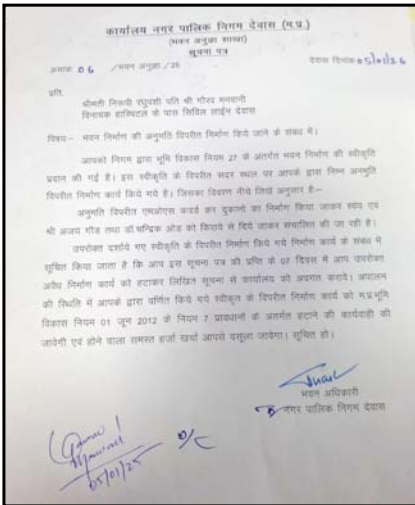 कार्यालय नगर पालिक निगम देवास (म.प्र.)
(भवन अनुज्ञा शाखा)
सूचना पत्र
क्रमांक 06 /भवन अनुज्ञा/25 देवास दिनांक 05/01/26
प्रति,
श्रीमती निरूपी रघुवंशी पति श्री गौरव मनवानी
विनायक हास्पिटल के पास सिविल लाईन देवास
विषय:- भवन निर्माण की अनुमति विपरीत निर्माण किये जाने के संबंध में।
आपको निगम द्वारा भूमि विकास नियम 27 के अंतर्गत भवन निर्माण की स्वीकृति
प्रदान की गई है। इस स्वीकृति के विपरीत सदर स्थल पर आपके द्वारा निम्न अनुमति
विपरीत निर्माण कार्य किये गये है। जिसका विवरण नीचे लिखे अनुसार है:-
अनुमति विपरीत एमओएस कवर्ड कर दुकानों का निर्माण किया जाकर स्वयं एवं
श्री अजय गौड तथा डॉ. ओड को किराये से दिये जाकर संचालित की जा रही है।
उपरोक्त दर्शाये गए स्वीकृति के विपरीत निर्माण किये गये निर्माण कार्य के संबंध में
सूचित किया जाता है कि आप इस सूचना पत्र की प्राप्ति के 07 दिवस में आप उपरोक्त
अवैध निर्माण कार्य को हटाकर लिखित सूचना से कार्यालय को अवगत करावे। अपालन
की स्थिति में आपके द्वारा वर्णित किये गये स्वीकृत के विपरीत निर्माण कार्य को म.प्र.भूमि
विकास नियम 01 जून 2012 के नियम 7 प्रावधानों के अंतर्गत हटाने की कार्यवाही की
जावेगी एवं होने वाला समस्त हर्जा खर्चा आपसे वसूला जावेगा। सूचित हो।
भवन अधिकारी
नगर पालिक निगम देवास
O/C
05/01/25